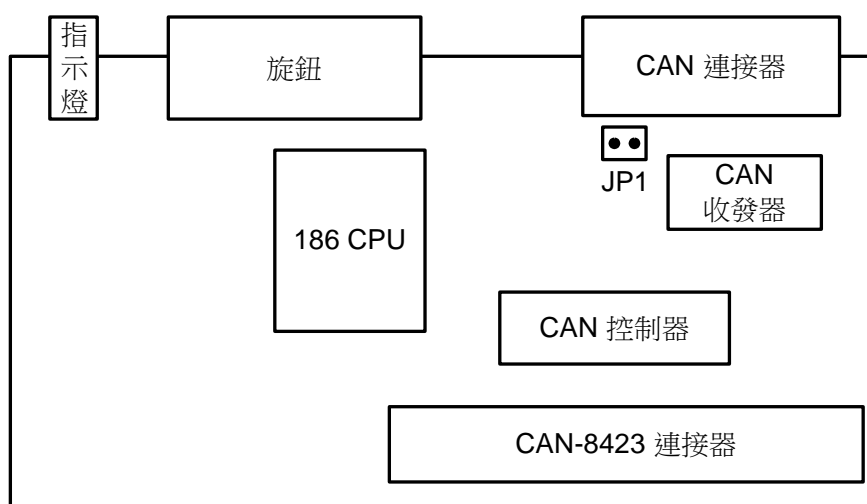 指
示
燈
旋鈕
CAN 連接器
JP1
CAN
收發器
186 CPU
CAN 控制器
CAN-8423 連接器